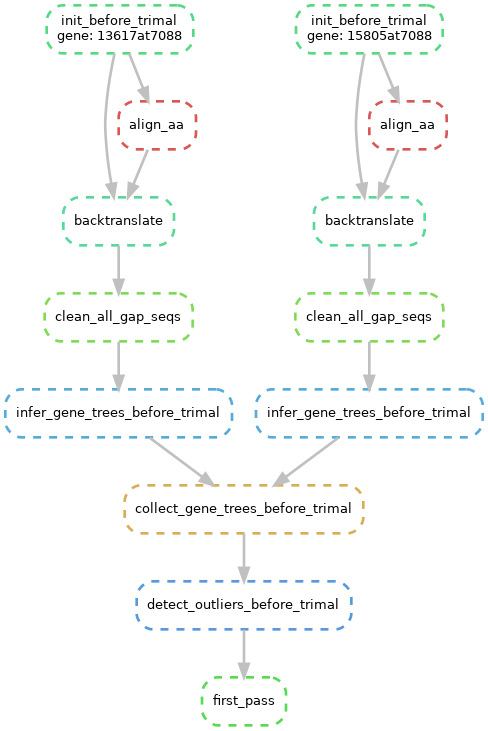 init_before_trimal
gene: 13617at7088
init_before_trimal
gene: 15805at7088
align_aa
align_aa
backtranslate
backtranslate
clean_all_gap_seqs
clean_all_gap_seqs
infer_gene_trees_before_trimal
infer_gene_trees_before_trimal
collect_gene_trees_before_trimal
detect_outliers_before_trimal
first_pass